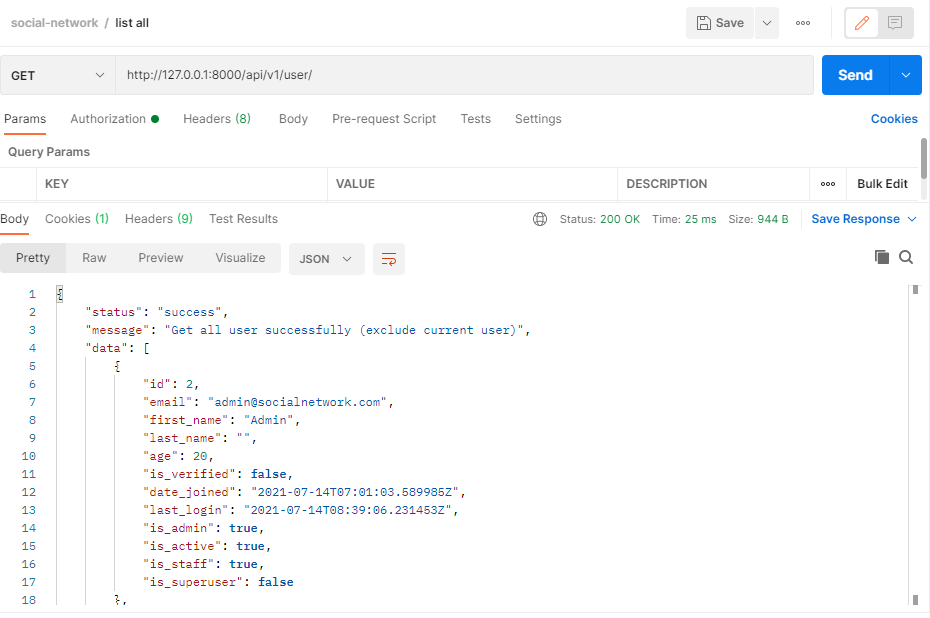 social-network / list all
Save
GET http://127.0.0.1:8000/api/v1/user/ Send
Params Authorization Headers (8) Body Pre-request Script Tests Settings Cookies
Query Params
KEY VALUE DESCRIPTION Bulk Edit
Body Cookies (1) Headers (9) Test Results Status: 200 OK Time: 25 ms Size: 944 B Save Response
Pretty Raw Preview Visualize JSON
1 {
2 "status": "success",
3 "message": "Get all user successfully (exclude current user)",
4 "data": [
5 {
6 "id": 2,
7 "email": "admin@socialnetwork.com",
8 "first_name": "Admin",
9 "last_name": "",
10 "age": 20,
11 "is_verified": false,
12 "date_joined": "2021-07-14T07:01:03.589985Z",
13 "last_login": "2021-07-14T08:39:06.231453Z",
14 "is_admin": true,
15 "is_active": true,
16 "is_staff": true,
17 "is_superuser": false
18 },